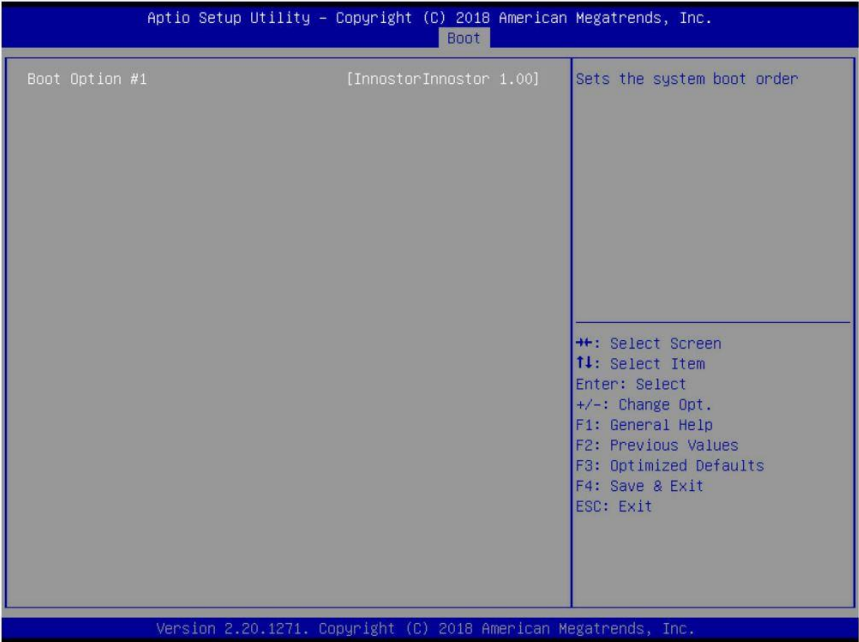 Aptio Setup Utility – Copyright (C) 2018 American Megatrends, Inc.
Boot
Boot Option #1 [InnostorInnostor 1.00]
Sets the system boot order
→←: Select Screen
↑↓: Select Item
Enter: Select
+/-: Change Opt.
F1: General Help
F2: Previous Values
F3: Optimized Defaults
F4: Save & Exit
ESC: Exit
Version 2.20.1271. Copyright (C) 2018 American Megatrends, Inc.